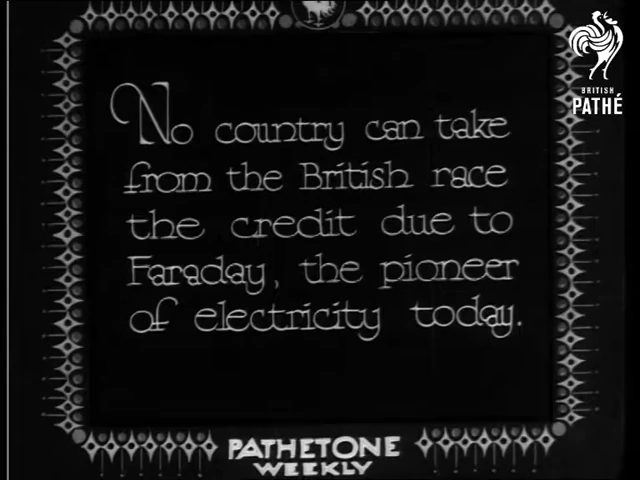 BRITISH
PATHÉ
No country can take
from the British race
the credit due to
Faraday, the pioneer
of electricity today.
PATHETONE
WEEKLY